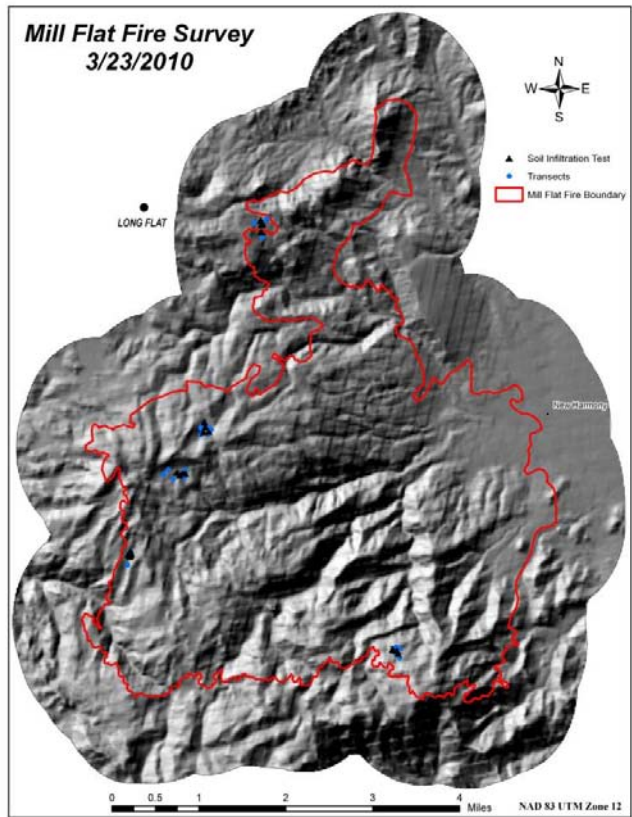 Mill Flat Fire Survey
3/23/2010
N
W E
S
Soil Infiltration Test
Transects
Mill Flat Fire Boundary
LONG FLAT
New Harmony
0 0.5 1 2 3 4
Miles
NAD 83 UTM Zone 12